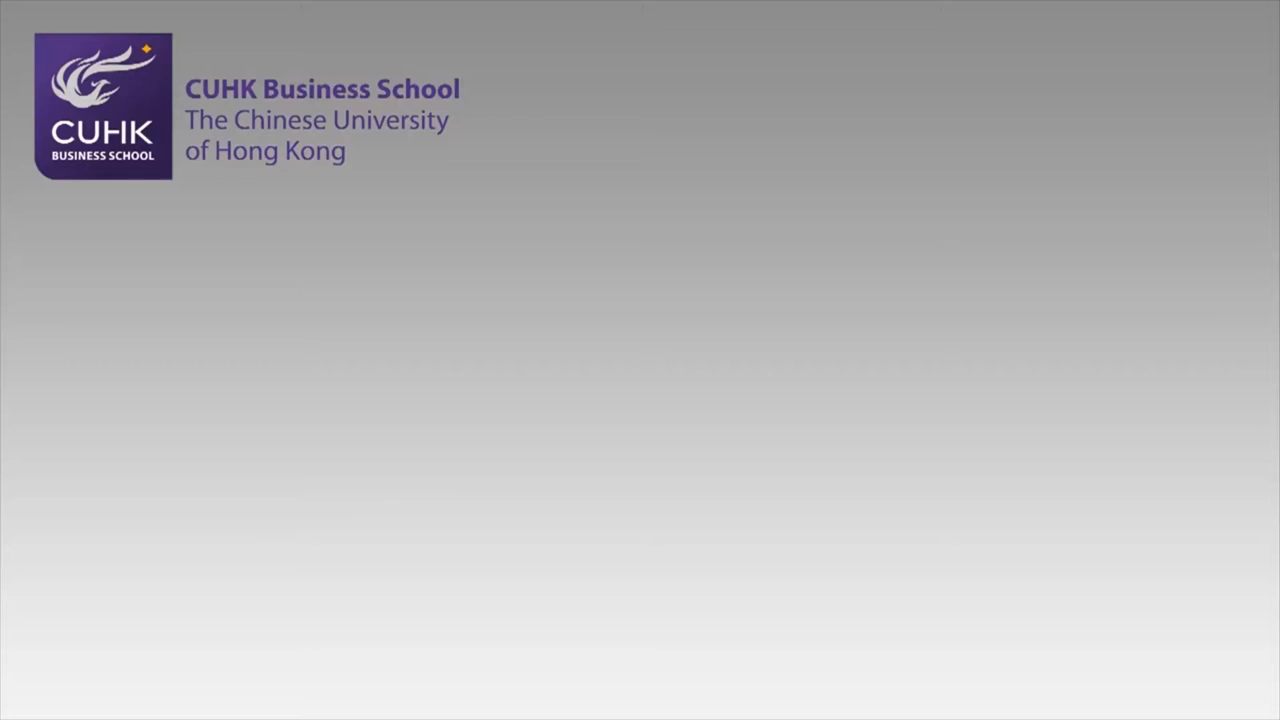 CUHK
BUSINESS SCHOOL
CUHK Business School
The Chinese University
of Hong Kong